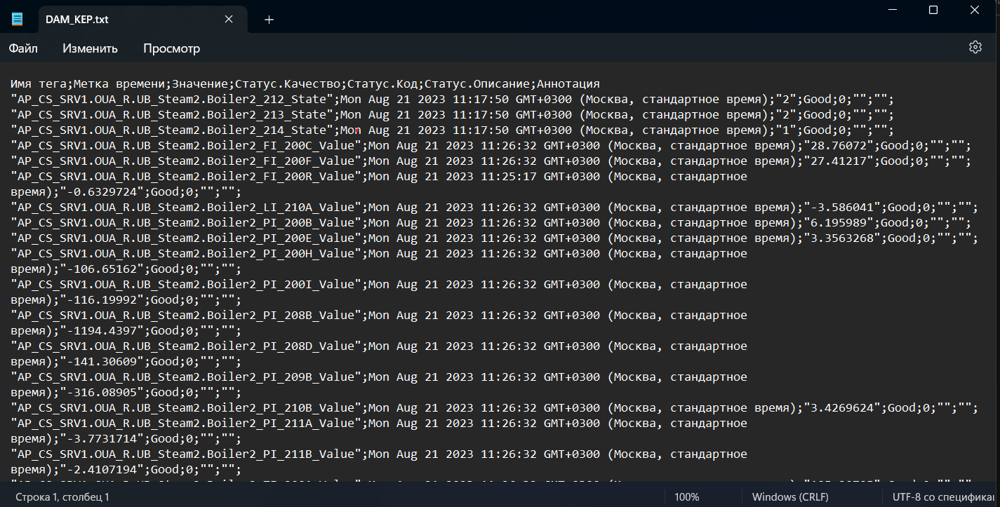 DAM_KEP.txt
Файл Изменить Просмотр
Имя тега;Метка времени;Значение;Статус.Качество;Статус.Код;Статус.Описание;Аннотация
"AP_CS_SRV1.OUA_R.UB_Steam2.Boiler2_212_State";Mon Aug 21 2023 11:17:50 GMT+0300 (Москва, стандартное время);"2";Good;0;"";"";
"AP_CS_SRV1.OUA_R.UB_Steam2.Boiler2_213_State";Mon Aug 21 2023 11:17:50 GMT+0300 (Москва, стандартное время);"2";Good;0;"";"";
"AP_CS_SRV1.OUA_R.UB_Steam2.Boiler2_214_State";Mon Aug 21 2023 11:17:50 GMT+0300 (Москва, стандартное время);"1";Good;0;"";"";
"AP_CS_SRV1.OUA_R.UB_Steam2.Boiler2_FI_200C_Value";Mon Aug 21 2023 11:26:32 GMT+0300 (Москва, стандартное время);"28.76072";Good;0;"";"";
"AP_CS_SRV1.OUA_R.UB_Steam2.Boiler2_FI_200F_Value";Mon Aug 21 2023 11:26:32 GMT+0300 (Москва, стандартное время);"27.41217";Good;0;"";"";
"AP_CS_SRV1.OUA_R.UB_Steam2.Boiler2_FI_200R_Value";Mon Aug 21 2023 11:25:17 GMT+0300 (Москва, стандартное
время);"-0.6329724";Good;0;"";"";
"AP_CS_SRV1.OUA_R.UB_Steam2.Boiler2_LI_210A_Value";Mon Aug 21 2023 11:26:32 GMT+0300 (Москва, стандартное время);"-3.586041";Good;0;"";"";
"AP_CS_SRV1.OUA_R.UB_Steam2.Boiler2_PI_200B_Value";Mon Aug 21 2023 11:26:32 GMT+0300 (Москва, стандартное время);"6.195989";Good;0;"";"";
"AP_CS_SRV1.OUA_R.UB_Steam2.Boiler2_PI_200E_Value";Mon Aug 21 2023 11:26:32 GMT+0300 (Москва, стандартное время);"3.3563268";Good;0;"";"";
"AP_CS_SRV1.OUA_R.UB_Steam2.Boiler2_PI_200H_Value";Mon Aug 21 2023 11:26:32 GMT+0300 (Москва, стандартное
время);"-106.65162";Good;0;"";"";
"AP_CS_SRV1.OUA_R.UB_Steam2.Boiler2_PI_200I_Value";Mon Aug 21 2023 11:26:32 GMT+0300 (Москва, стандартное
время);"-116.19992";Good;0;"";"";
"AP_CS_SRV1.OUA_R.UB_Steam2.Boiler2_PI_208B_Value";Mon Aug 21 2023 11:26:32 GMT+0300 (Москва, стандартное
время);"-1194.4397";Good;0;"";"";
"AP_CS_SRV1.OUA_R.UB_Steam2.Boiler2_PI_208D_Value";Mon Aug 21 2023 11:26:32 GMT+0300 (Москва, стандартное
время);"-141.30609";Good;0;"";"";
"AP_CS_SRV1.OUA_R.UB_Steam2.Boiler2_PI_209B_Value";Mon Aug 21 2023 11:26:32 GMT+0300 (Москва, стандартное
время);"-316.08905";Good;0;"";"";
"AP_CS_SRV1.OUA_R.UB_Steam2.Boiler2_PI_210B_Value";Mon Aug 21 2023 11:26:32 GMT+0300 (Москва, стандартное время);"3.4269624";Good;0;"";"";
"AP_CS_SRV1.OUA_R.UB_Steam2.Boiler2_PI_211A_Value";Mon Aug 21 2023 11:26:32 GMT+0300 (Москва, стандартное
время);"-3.7731714";Good;0;"";"";
"AP_CS_SRV1.OUA_R.UB_Steam2.Boiler2_PI_211B_Value";Mon Aug 21 2023 11:26:32 GMT+0300 (Москва, стандартное
время);"-2.4107194";Good;0;"";"";
Строка 1, столбец 1 100% Windows (CRLF) UTF-8 со специфика